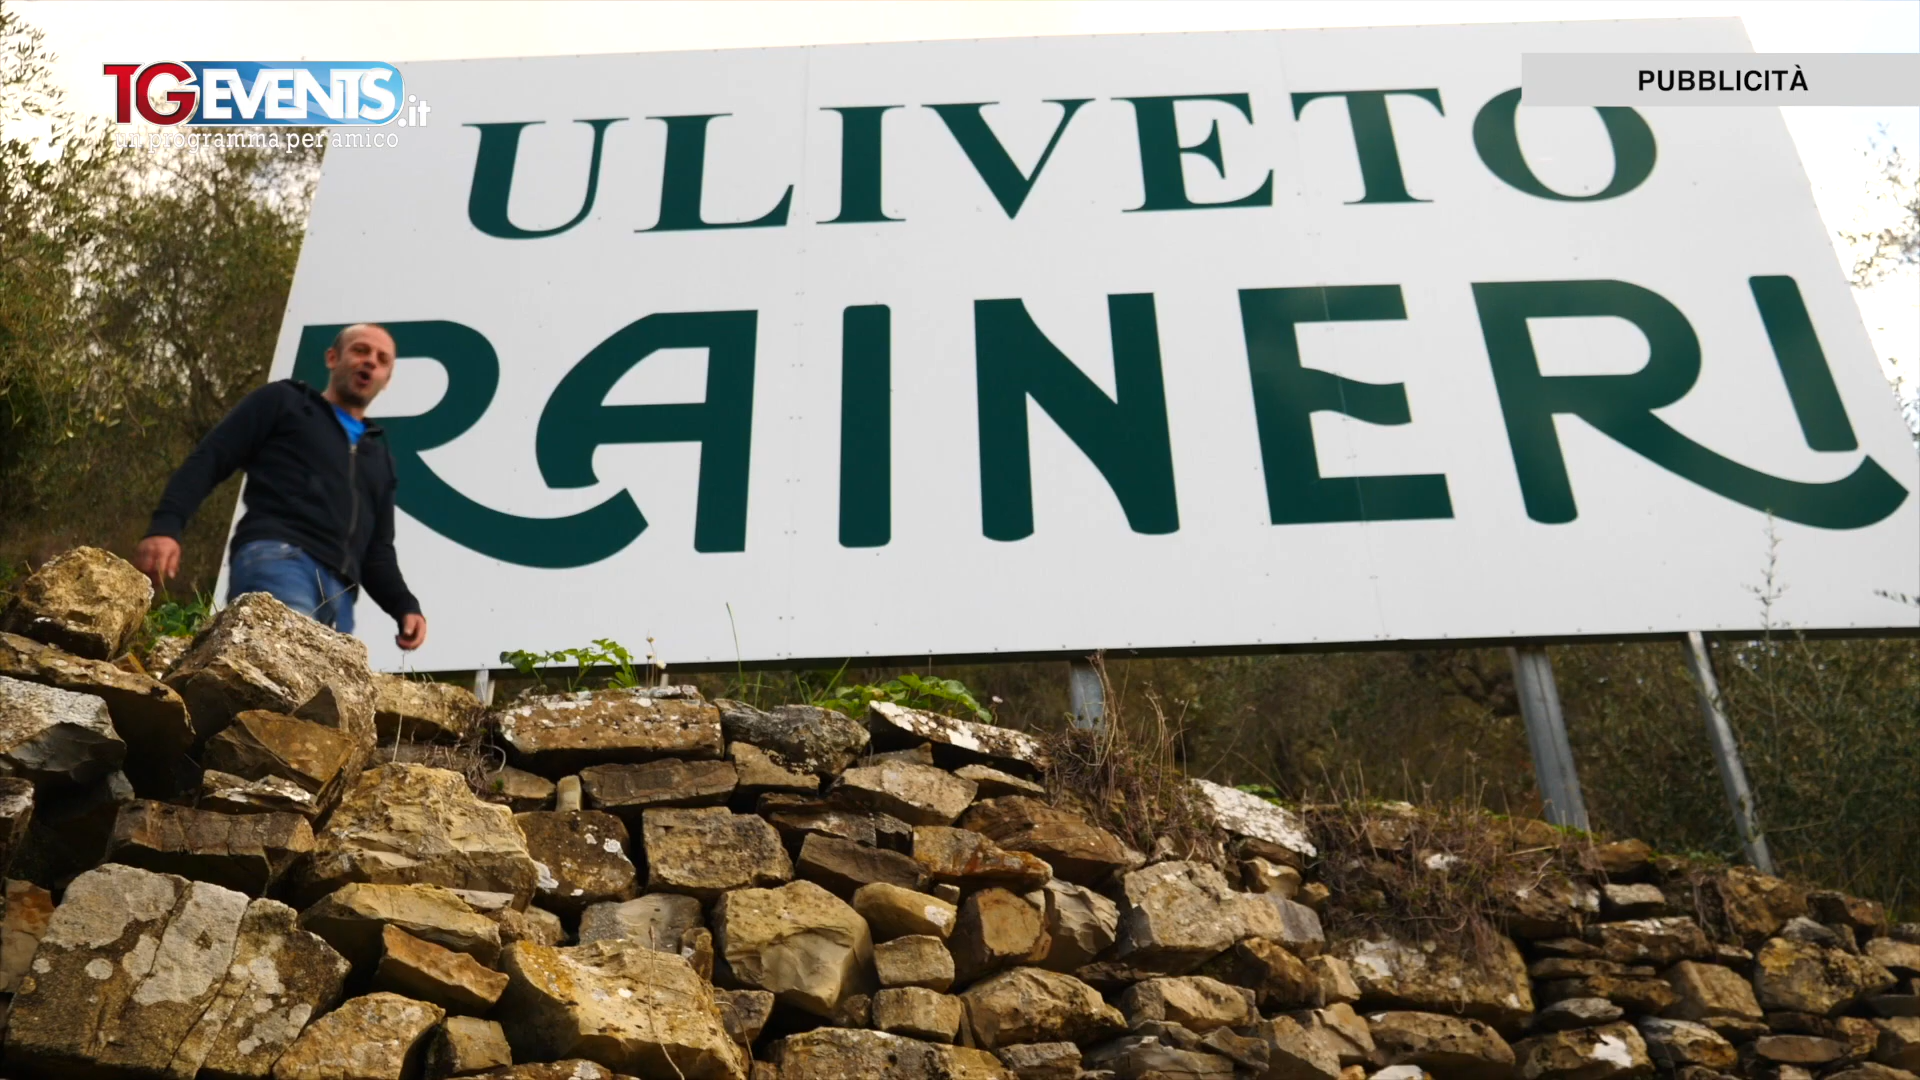 TGEVENTS.it
un programma per amico
PUBBLICITÀ
ULIVETO
RAINERI